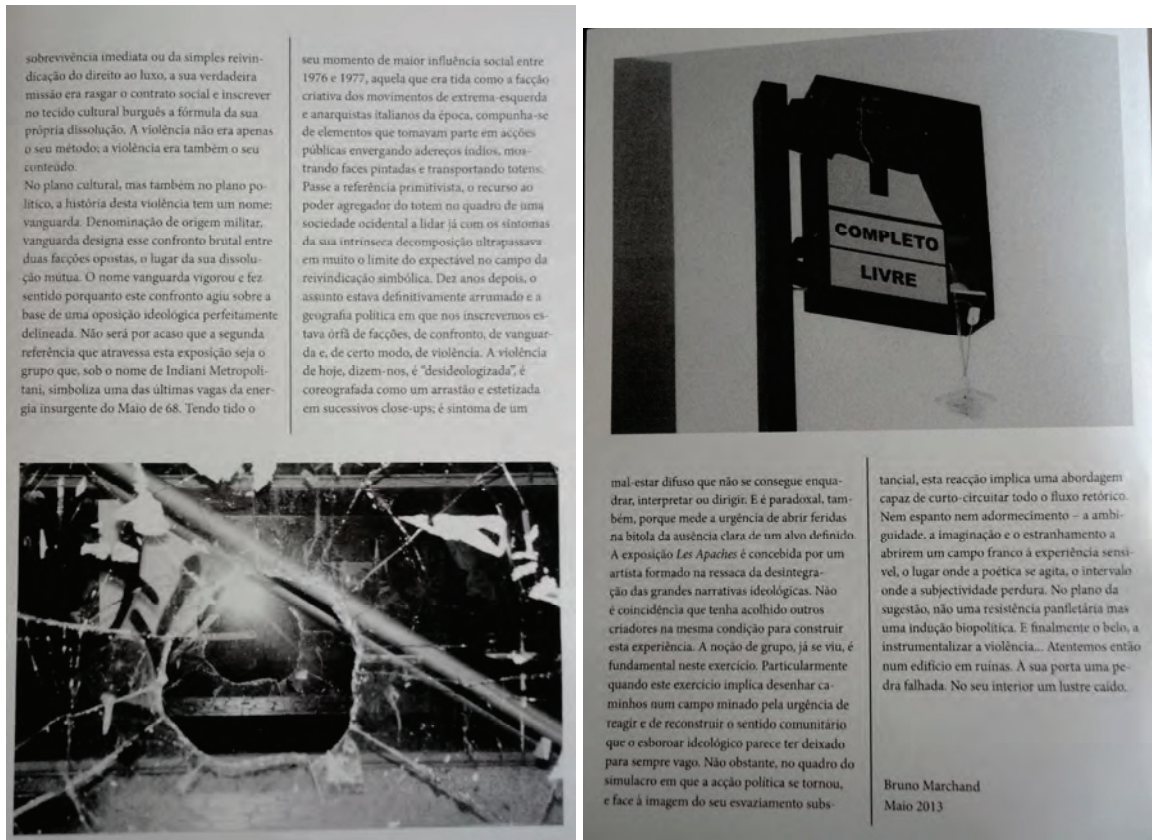 sobrevivência imediata ou da simples reivin-
dicação do direito ao luxo, a sua verdadeira
missão era rasgar o contrato social e inscrever
no tecido cultural burguês a fórmula da sua
própria dissolução. A violência não era apenas
o seu método; a violência era também o seu
conteúdo.
No plano cultural, mas também no plano po-
lítico, a história desta violência tem um nome:
vanguarda. Denominação de origem militar,
vanguarda designa esse confronto brutal entre
duas facções opostas, o lugar da sua dissolu-
ção mútua. O nome vanguarda vigorou e fez
sentido porquanto este confronto agiu sobre a
base de uma oposição ideológica perfeitamente
delineada. Não será por acaso que a segunda
referência que atravessa esta exposição seja o
grupo que, sob o nome de Indiani Metropoli-
tani, simboliza uma das últimas vagas da ener-
gia insurgente do Maio de 68. Tendo tido o
seu momento de maior influência social entre
1976 e 1977, aquela que era tida como a facção
criativa dos movimentos de extrema-esquerda
e anarquistas italianos da época, compunha-se
de elementos que tomavam parte em acções
públicas envergando adereços índios, mos-
trando faces pintadas e transportando totens.
Passe a referência primitivista, o recurso ao
poder agregador do totem no quadro de uma
sociedade ocidental a lidar já com os sintomas
da sua intrínseca decomposição ultrapassava
em muito o limite do expectável no campo da
reivindicação simbólica. Dez anos depois, o
assunto estava definitivamente arrumado e a
geografia política em que nos inscrevemos es-
tava órfã de facções, de confronto, de vanguar-
da e, de certo modo, de violência. A violência
de hoje, dizem-nos, é "desideologizada", é
coreografada como um arrastão e estetizada
em sucessivos close-ups; é sintoma de um
COMPLETO
LIVRE
mal-estar difuso que não se consegue enqua-
drar, interpretar ou dirigir. E é paradoxal, tam-
bém, porque mede a urgência de abrir feridas
na bitola da ausência clara de um alvo definido.
A exposição Les Apaches é concebida por um
artista formado na ressaca da desintegra-
ção das grandes narrativas ideológicas. Não
é coincidência que tenha acolhido outros
criadores na mesma condição para construir
esta experiência. A noção de grupo, já se viu, é
fundamental neste exercício. Particularmente
quando este exercício implica desenhar ca-
minhos num campo minado pela urgência de
reagir e de reconstruir o sentido comunitário
que o esboroar ideológico parece ter deixado
para sempre vago. Não obstante, no quadro do
simulacro em que a acção política se tornou,
e face à imagem do seu esvaziamento subs-
tancial, esta reacção implica uma abordagem
capaz de curto-circuitar todo o fluxo retórico.
Nem espanto nem adormecimento – a ambi-
guidade, a imaginação e o estranhamento a
abrirem um campo franco à experiência sensí-
vel, o lugar onde a poética se agita, o intervalo
onde a subjectividade perdura. No plano da
sugestão, não uma resistência panfletária mas
uma indução biopolítica. E finalmente o belo, a
instrumentalizar a violência... Atentemos então
num edifício em ruínas. À sua porta uma pe-
dra falhada. No seu interior um lustre caído.
Bruno Marchand
Maio 2013